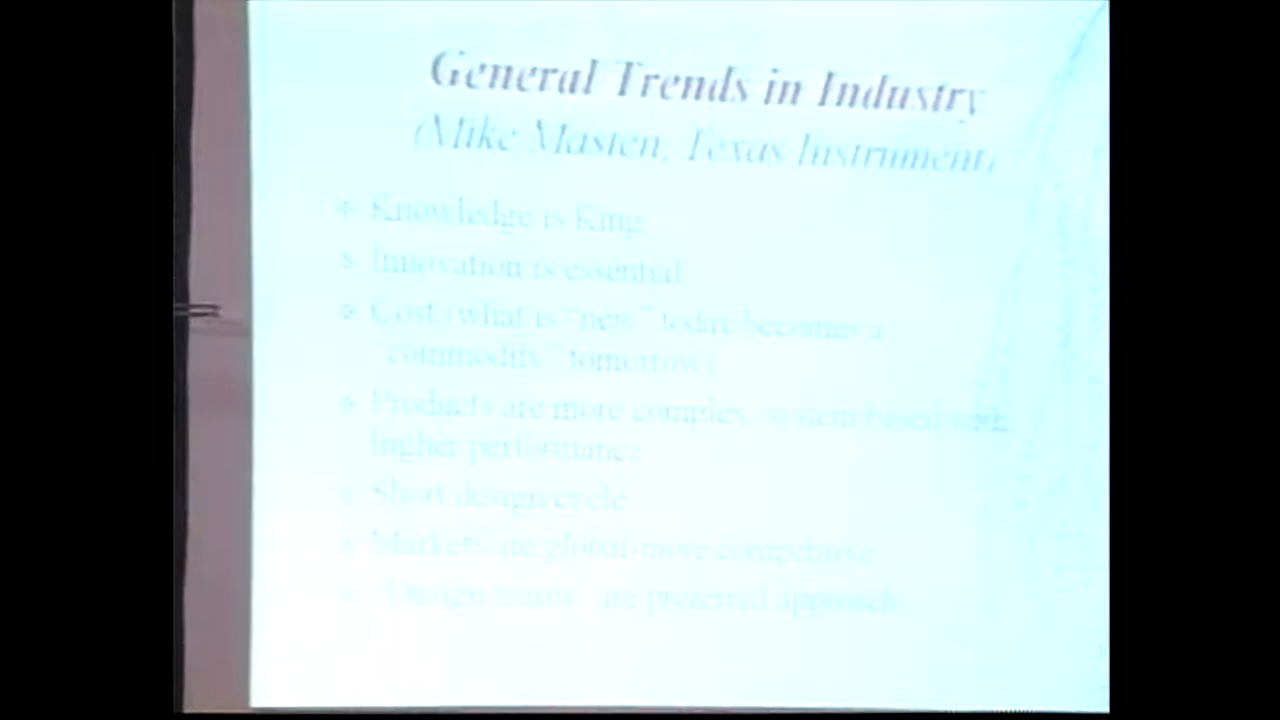 General Trends in Industry
(Mike Masten, Texas Instrument)
Knowledge is King
Innovation is essential
Cost (what is "new" today becomes a
"commodity" tomorrow)
Products are more complex, system based with
higher performance
Short design cycle
Markets are global-more competitive
"Design teams" are preferred approach